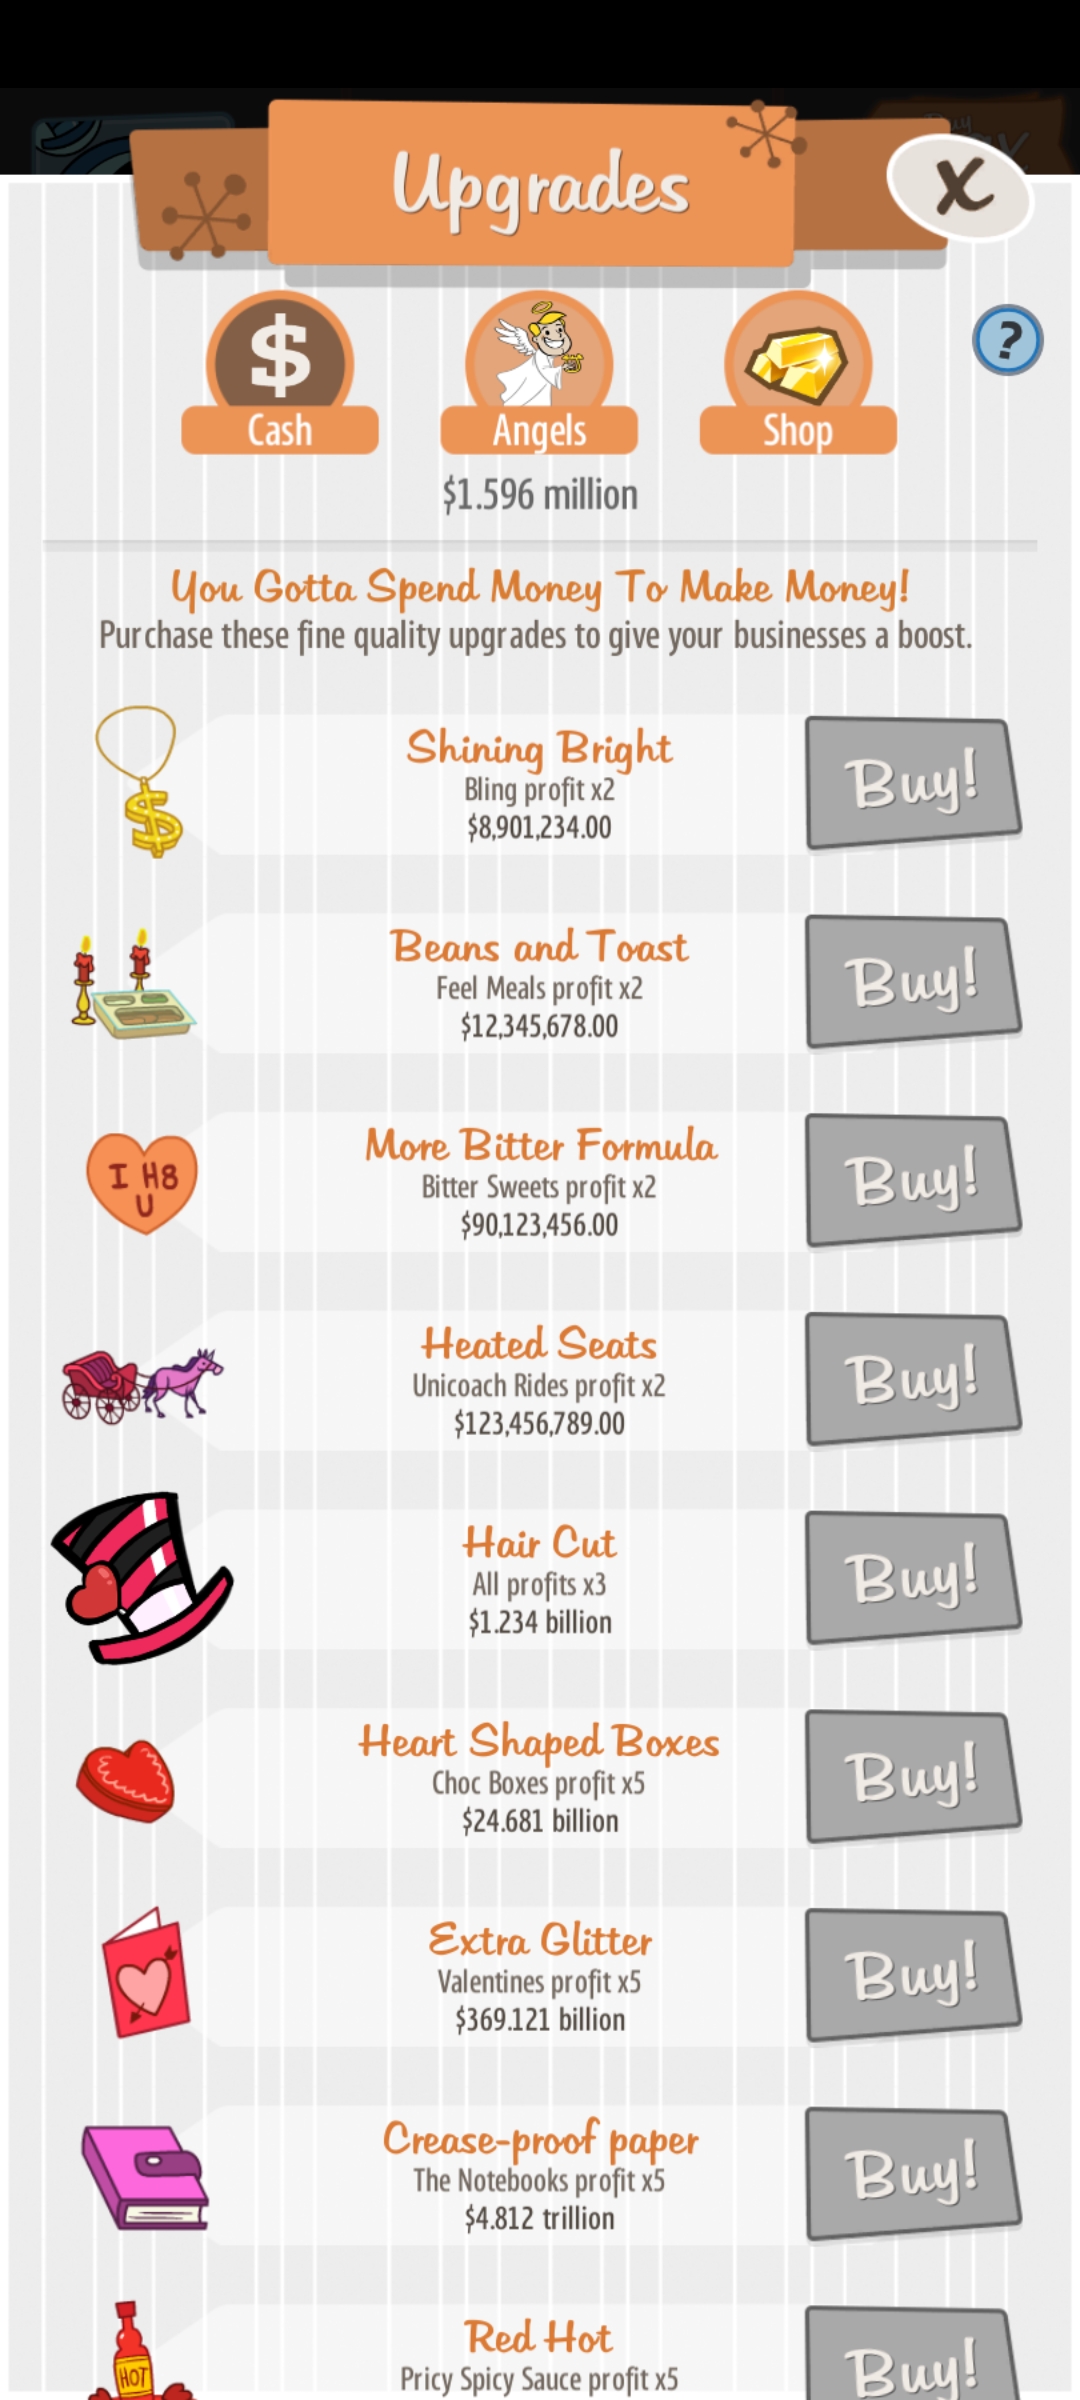 Upgrades
X
$
Cash
Angels
Shop
?
$1.596 million
You Gotta Spend Money To Make Money!
Purchase these fine quality upgrades to give your businesses a boost.
$
Shining Bright
Bling profit x2
$8,901,234.00
Buy!
Beans and Toast
Feel Meals profit x2
$12,345,678.00
Buy!
I H8
U
More Bitter Formula
Bitter Sweets profit x2
$90,123,456.00
Buy!
Heated Seats
Unicoach Rides profit x2
$123,456,789.00
Buy!
Hair Cut
All profits x3
$1.234 billion
Buy!
Heart Shaped Boxes
Choc Boxes profit x5
$24.681 billion
Buy!
Extra Glitter
Valentines profit x5
$369.121 billion
Buy!
Crease-proof paper
The Notebooks profit x5
$4.812 trillion
Buy!
HOT
Red Hot
Pricy Spicy Sauce profit x5
Buy!